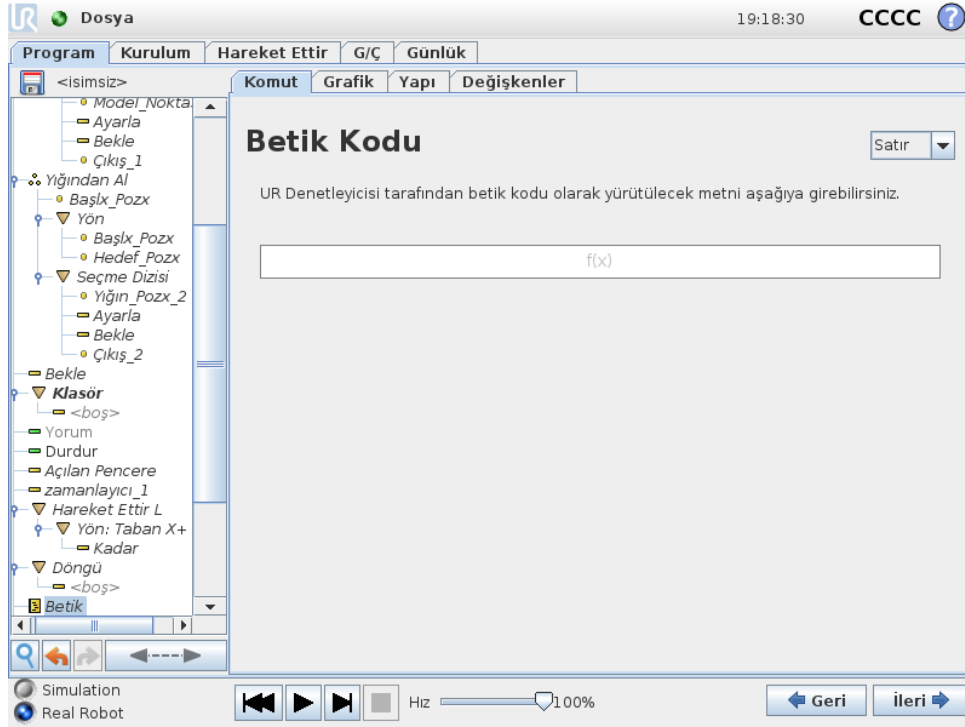 Dosya
19:18:30
CCCC
?
Program
Kurulum
Hareket Ettir
G/Ç
Günlük
<isimsiz>
Komut
Grafik
Yapı
Değişkenler
Model_Nokta
Ayarla
Bekle
Çıkış_1
Yığından Al
Başlx_Pozx
Yön
Başlx_Pozx
Hedef_Pozx
Seçme Dizisi
Yığın_Pozx_2
Ayarla
Bekle
Çıkış_2
Bekle
Klasör
<boş>
Yorum
Durdur
Açılan Pencere
zamanlayıcı_1
Hareket Ettir L
Yön: Taban X+
Kadar
Döngü
<boş>
Betik
Betik Kodu
Satır
UR Denetleyicisi tarafından betik kodu olarak yürütülecek metni aşağıya girebilirsiniz.
f(x)
Simulation
Real Robot
Hız
100%
Geri
İleri